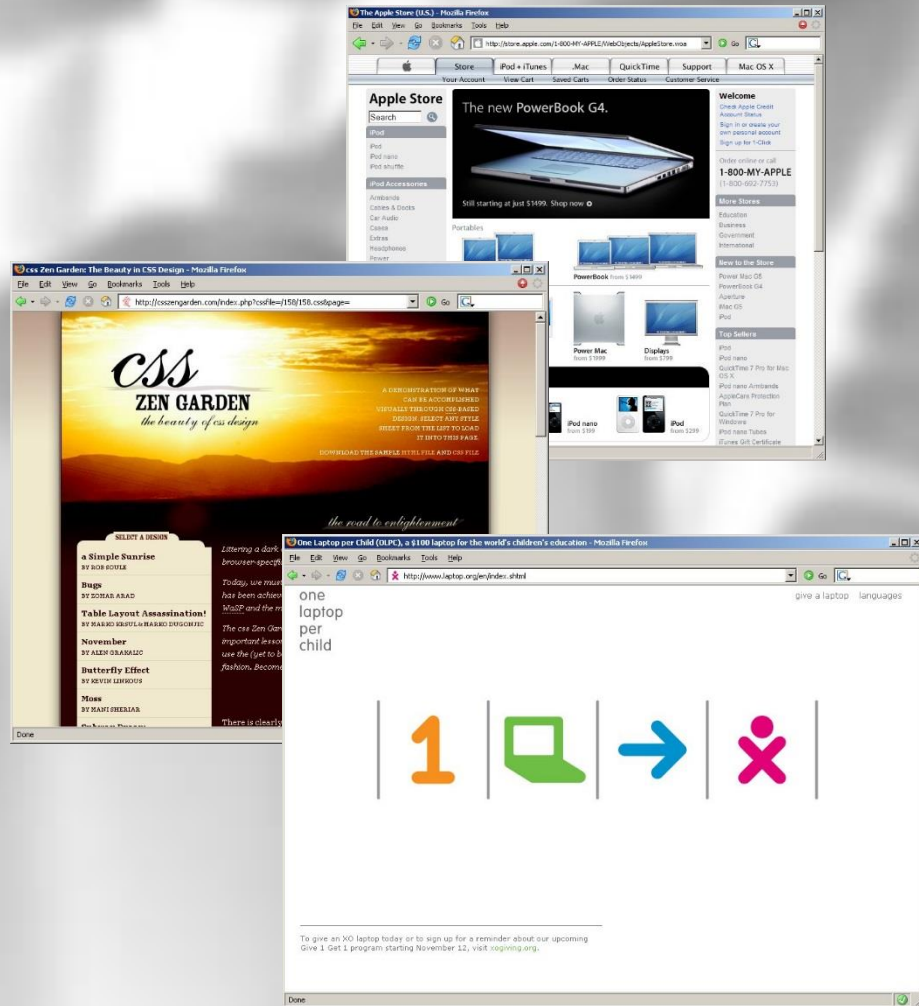 The Apple Store (U.S.) - Mozilla Firefox
File Edit View Go Bookmarks Tools Help
http://store.apple.com/1-800-MY-APPLE/WebObjects/AppleStore.woa Go
Store iPod + iTunes .Mac QuickTime Support Mac OS X
Your Account View Cart Saved Carts Order Status Customer Service
Apple Store
Search
iPod
iPod
iPod nano
iPod shuffle
iPod Accessories
Armbands
Cables & Docks
Car Audio
Cases
Extras
Headphones
Power
The new PowerBook G4.
Still starting at just $1499. Shop now
Portables
PowerBook from $1499
Power Mac
from $1999
Displays
from $799
iPod nano
from $199
iPod
from $299
Welcome
Check Apple Credit
Account Status
Sign in or create your
own personal account
Sign up for 1-Click
Order online or call
1-800-MY-APPLE
(1-800-692-7753)
More Stores
Education
Business
Government
International
New to the Store
Power Mac G5
PowerBook G4
Aperture
iMac G5
iPod
Top Sellers
iPod
iPod nano
QuickTime 7 Pro for Mac
OS X
iPod nano Armbands
AppleCare Protection
Plan
QuickTime 7 Pro for
Windows
iPod nano Tubes
iTunes Gift Certificate
css Zen Garden: The Beauty in CSS Design - Mozilla Firefox
File Edit View Go Bookmarks Tools Help
http://csszengarden.com/index.php?cssfile=/158/158.css&page= Go
css
ZEN GARDEN
the beauty of css design
A DEMONSTRATION OF WHAT
CAN BE ACCOMPLISHED
VISUALLY THROUGH CSS-BASED
DESIGN. SELECT ANY STYLE
SHEET FROM THE LIST TO LOAD
IT INTO THIS PAGE.
DOWNLOAD THE SAMPLE HTML FILE AND CSS FILE
the road to enlightenment
SELECT A DESIGN
a Simple Sunrise
BY ROB SOULE
Bugs
BY ZOHAR ARAD
Table Layout Assassination!
BY MARKO KRSUL & MARKO DUGONJIC
November
BY ALEN GRAKALIC
Butterfly Effect
BY KEVIN LINKOUS
Moss
BY MANI SHERIAR
Littering a dark
browser-specific
Today, we must
has been achiev
WaSP and the m
The css Zen Gar
important lesson
use the (yet to b
fashion. Become
There is clearly
Done
One Laptop per Child (OLPC), a $100 laptop for the world's children's education - Mozilla Firefox
File Edit View Go Bookmarks Tools Help
http://www.laptop.org/en/index.shtml Go
one
laptop
per
child
give a laptop languages
1
To give an XO laptop today or to sign up for a reminder about our upcoming
Give 1 Get 1 program starting November 12, visit xogiving.org.
Done